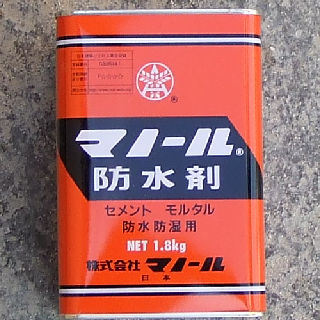 マノール®
防水剤
セメント モルタル
防水防湿用
NET 1.8kg
株式会社 マノール
日本